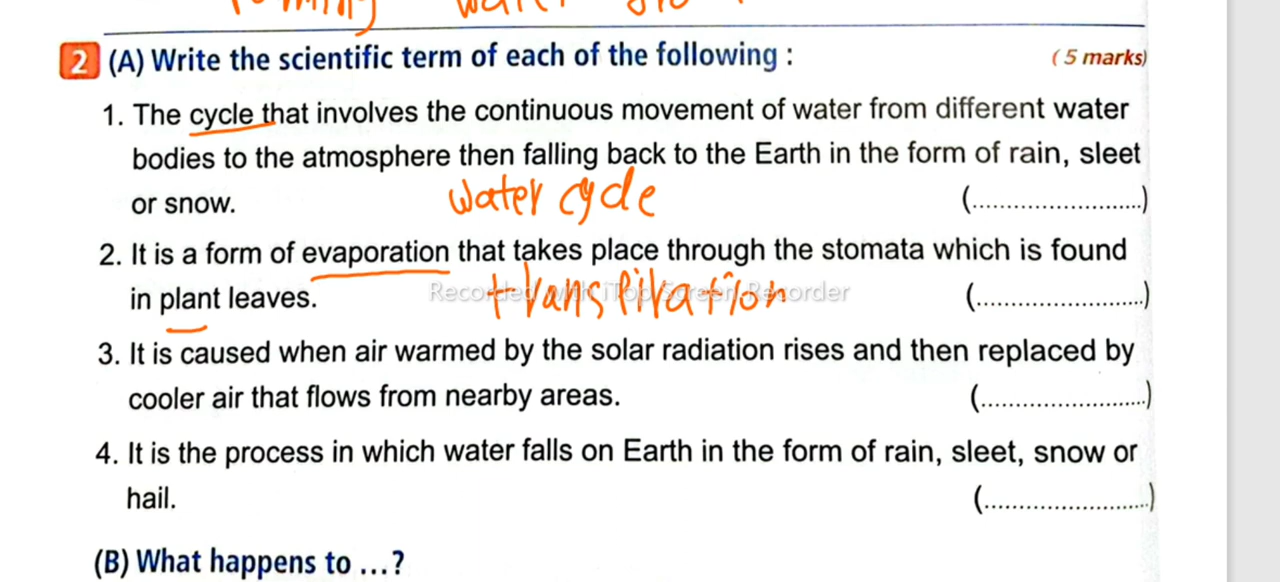 2 (A) Write the scientific term of each of the following : (5 marks)
1. The cycle that involves the continuous movement of water from different water
bodies to the atmosphere then falling back to the Earth in the form of rain, sleet
or snow. water cycle (........................)
2. It is a form of evaporation that takes place through the stomata which is found
in plant leaves. transpiration (........................)
Recorded with iTop Screen Recorder
3. It is caused when air warmed by the solar radiation rises and then replaced by
cooler air that flows from nearby areas. (........................)
4. It is the process in which water falls on Earth in the form of rain, sleet, snow or
hail. (........................)
(B) What happens to ...?